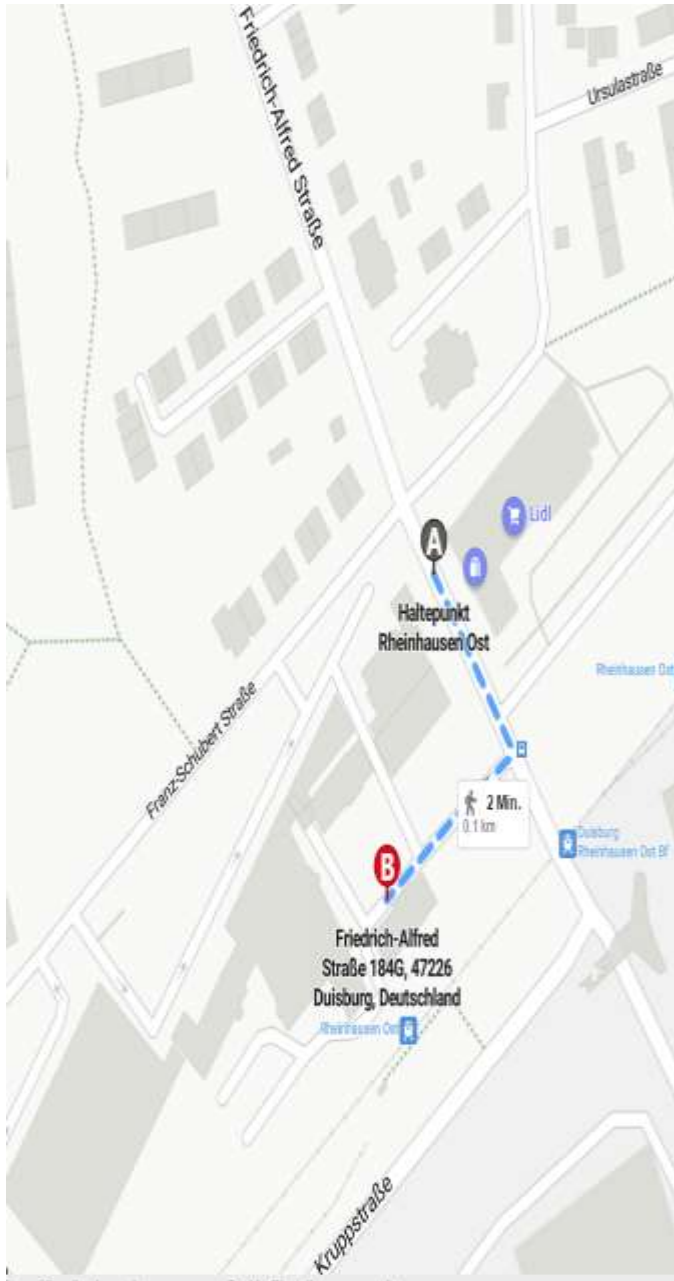 Friedrich-Alfred Straße
Ursulastraße
Lidl
A
Haltepunkt
Rheinhausen Ost
Rheinhausen Ost
Franz-Schubert Straße
2 Min.
0.1 km
Duisburg
Rheinhausen Ost Bf
B
Friedrich-Alfred
Straße 184G, 47226
Duisburg, Deutschland
Rheinhausen Ost
Kruppstraße